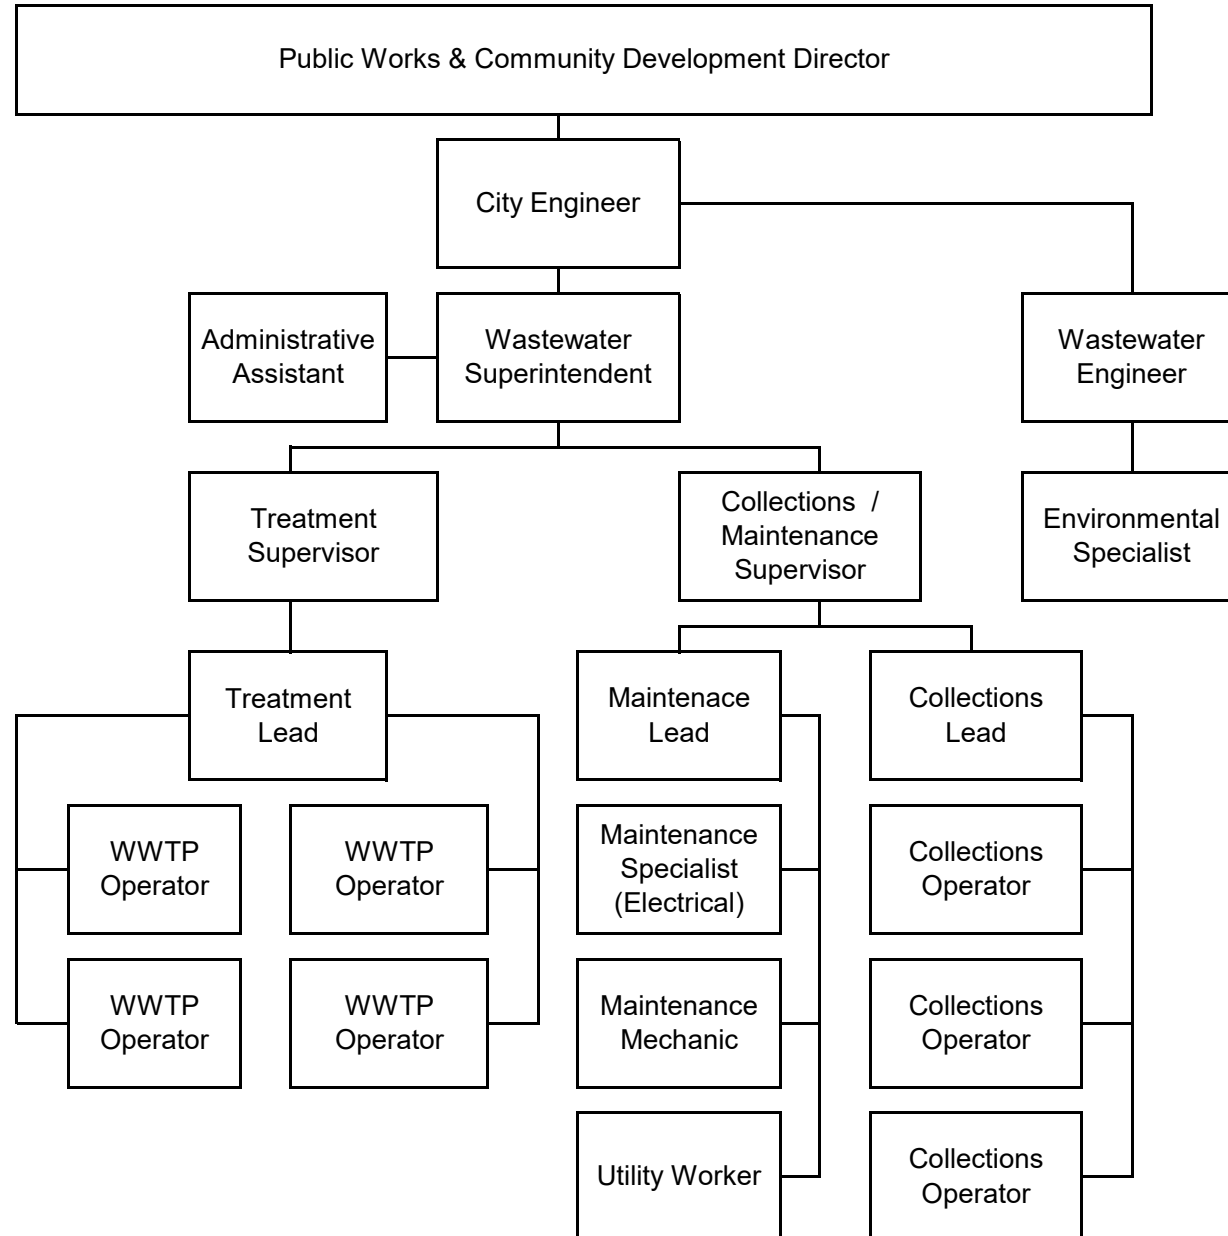 Public Works & Community Development Director
City Engineer
Administrative
Assistant
Wastewater
Superintendent
Wastewater
Engineer
Treatment
Supervisor
Collections /
Maintenance
Supervisor
Environmental
Specialist
Treatment
Lead
Maintenace
Lead
Collections
Lead
WWTP
Operator
WWTP
Operator
Maintenance
Specialist
(Electrical)
Collections
Operator
WWTP
Operator
WWTP
Operator
Maintenance
Mechanic
Collections
Operator
Utility Worker
Collections
Operator